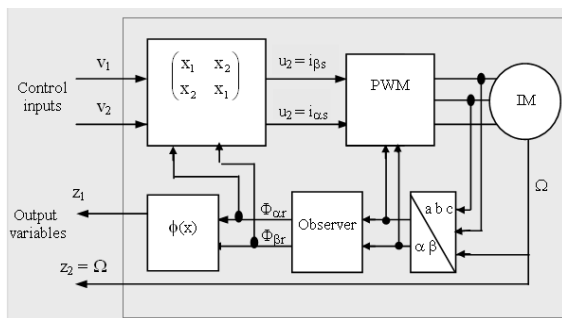 v₁
Control inputs
v₂
x₁ x₂
x₂ x₁
u₂ = iβs
u₂ = iαs
PWM
IM
Ω
z₁
Output variables
z₂ = Ω
ϕ(x)
Φαr
Φβr
Observer
a b c
α β